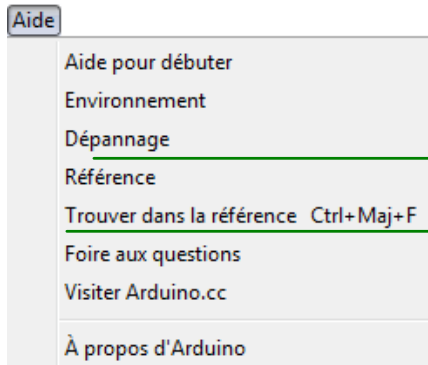 Aide
Aide pour débuter
Environnement
Dépannage
Référence
Trouver dans la référence Ctrl+Maj+F
Foire aux questions
Visiter Arduino.cc
À propos d'Arduino